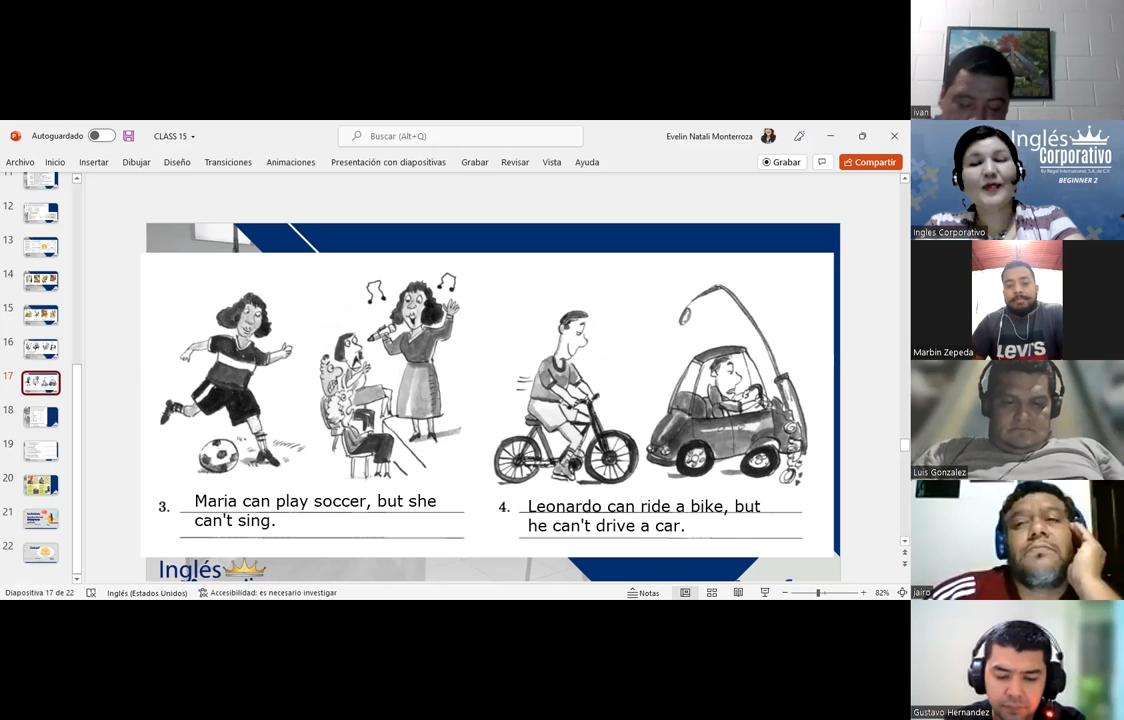 ivan
Autoguardado
CLASS 15
Buscar (Alt+Q)
Evelin Natali Monterroza
Archivo Inicio Insertar Dibujar Diseño Transiciones Animaciones Presentación con diapositivas Grabar Revisar Vista Ayuda
Grabar
Compartir
Inglés
Corporativo
By Regal International, S.A. de C.V.
BEGINNER 2
Ingles Corporativo
12
13
14
15
16
17
18
19
20
21
22
3. Maria can play soccer, but she
can't sing.
4. Leonardo can ride a bike, but
he can't drive a car.
Inglés
LEVI'S
Marbin Zepeda
Luis Gonzalez
jairo
Gustavo Hernandez
Diapositiva 17 de 22
Inglés (Estados Unidos)
Accesibilidad: es necesario investigar
Notas
82%